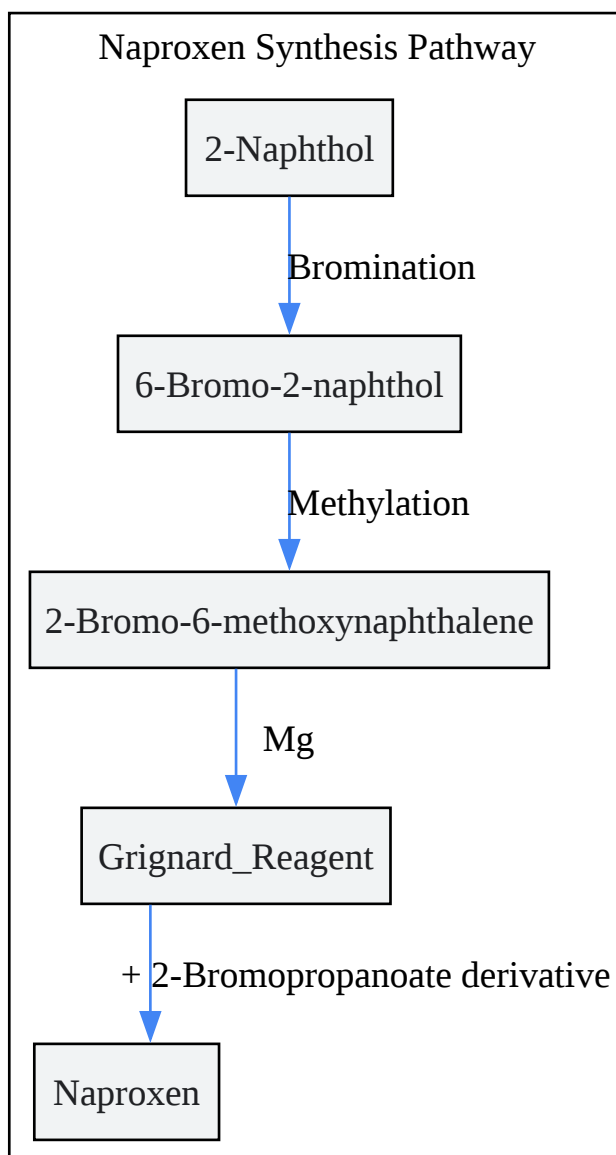 Naproxen Synthesis Pathway
2-Naphthol
Bromination
6-Bromo-2-naphthol
Methylation
2-Bromo-6-methoxynaphthalene
Mg
Grignard_Reagent
+ 2-Bromopropanoate derivative
Naproxen